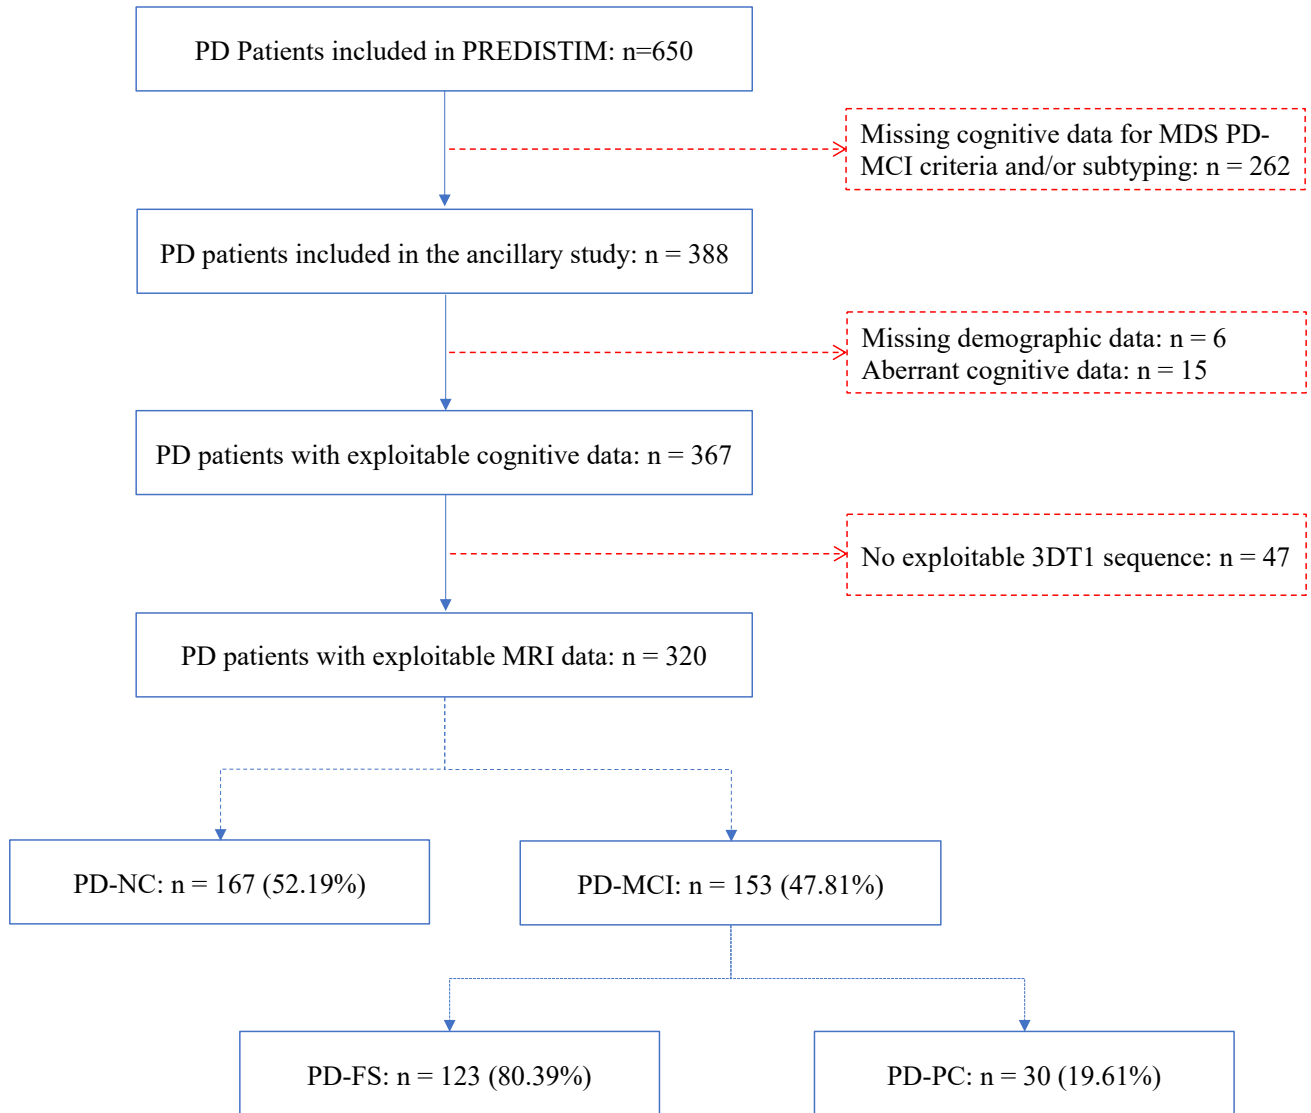 PD Patients included in PREDISTIM: n=650
Missing cognitive data for MDS PD-
MCI criteria and/or subtyping: n = 262
PD patients included in the ancillary study: n = 388
Missing demographic data: n = 6
Aberrant cognitive data: n = 15
PD patients with exploitable cognitive data: n = 367
No exploitable 3DT1 sequence: n = 47
PD patients with exploitable MRI data: n = 320
PD-NC: n = 167 (52.19%)
PD-MCI: n = 153 (47.81%)
PD-FS: n = 123 (80.39%)
PD-PC: n = 30 (19.61%)